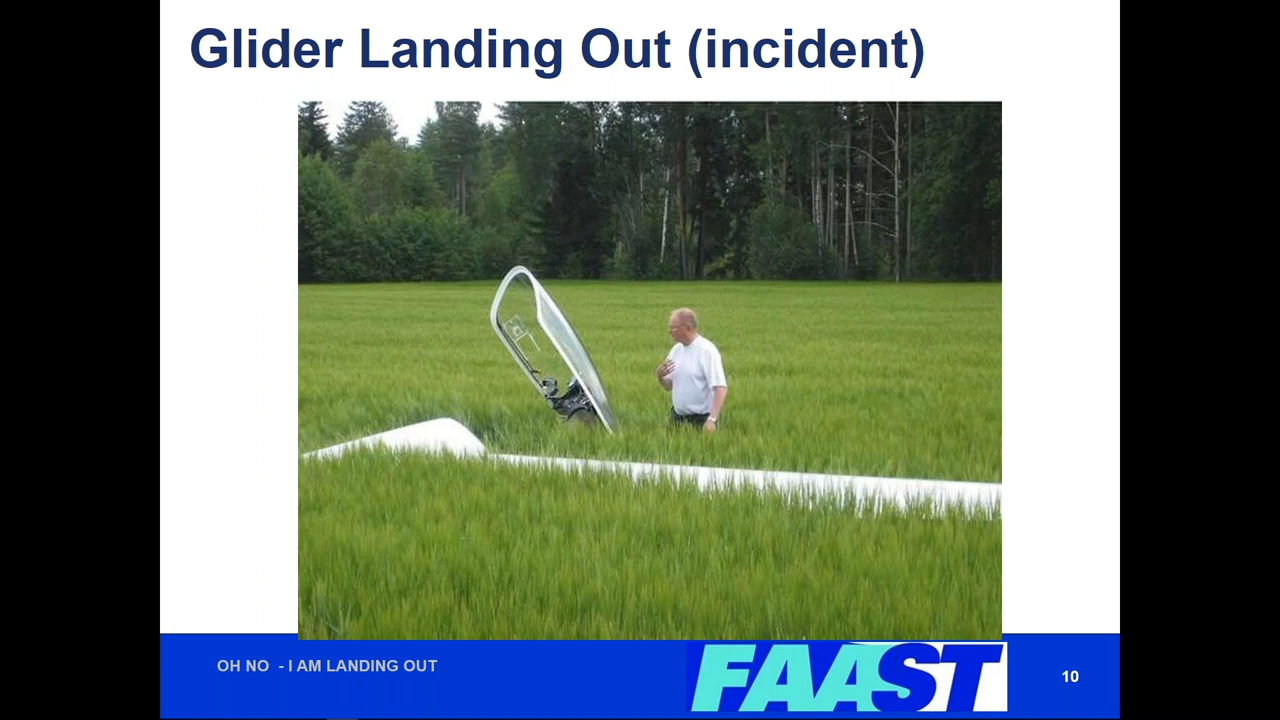 Glider Landing Out (incident)
OH NO  - I AM LANDING OUT
FAAST
10